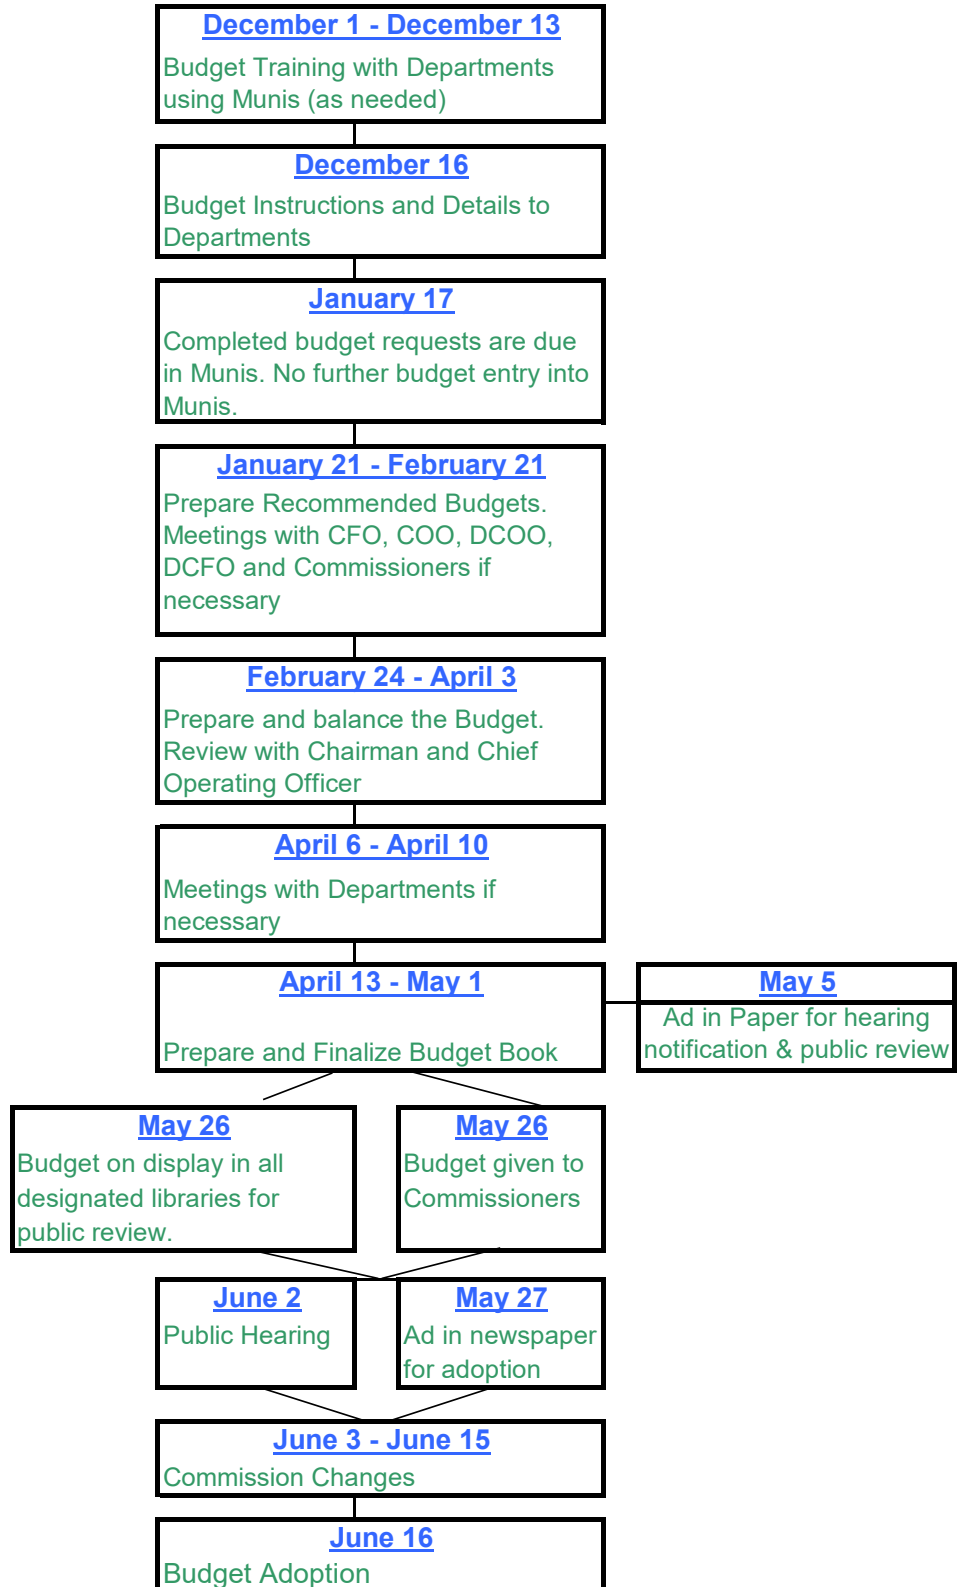 December 1 - December 13
Budget Training with Departments
using Munis (as needed)
December 16
Budget Instructions and Details to
Departments
January 17
Completed budget requests are due
in Munis. No further budget entry into
Munis.
January 21 - February 21
Prepare Recommended Budgets.
Meetings with CFO, COO, DCOO,
DCFO and Commissioners if
necessary
February 24 - April 3
Prepare and balance the Budget.
Review with Chairman and Chief
Operating Officer
April 6 - April 10
Meetings with Departments if
necessary
April 13 - May 1
Prepare and Finalize Budget Book
May 5
Ad in Paper for hearing
notification & public review
May 26
Budget on display in all
designated libraries for
public review.
May 26
Budget given to
Commissioners
June 2
Public Hearing
May 27
Ad in newspaper
for adoption
June 3 - June 15
Commission Changes
June 16
Budget Adoption